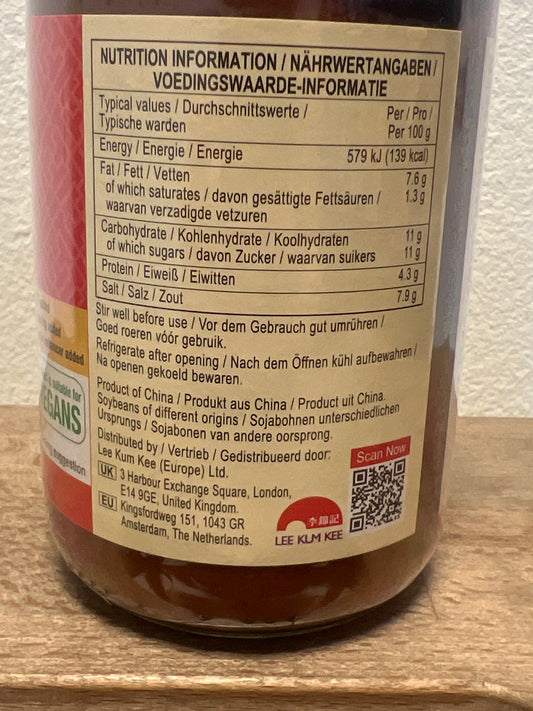 NUTRITION INFORMATION / NÄHRWERTANGABEN /
VOEDINGSWAARDE-INFORMATIE
Typical values / Durchschnittswerte /
Typische warden
Per / Pro /
Per 100 g
Energy / Energie / Energie 579 kJ (139 kcal)
Fat / Fett / Vetten 7.6 g
of which saturates / davon gesättigte Fettsäuren / 1.3 g
waarvan verzadigde vetzuren
Carbohydrate / Kohlenhydrate / Koolhydraten 11 g
of which sugars / davon Zucker / waarvan suikers 11 g
Protein / Eiweiß / Eiwitten 4.3 g
Salt / Salz / Zout 7.9 g
Stir well before use / Vor dem Gebrauch gut umrühren /
Goed roeren vóór gebruik.
Refrigerate after opening / Nach dem Öffnen kühl aufbewahren /
Na openen gekoeld bewaren.
Product of China / Produkt aus China / Product uit China.
Soybeans of different origins / Sojabohnen unterschiedlichen
Ursprungs / Sojabonen van andere oorsprong.
Distributed by / Vertrieb / Gedistribueerd door:
Lee Kum Kee (Europe) Ltd.
UK 3 Harbour Exchange Square, London,
E14 9GE, United Kingdom.
EU Kingsfordweg 151, 1043 GR
Amsterdam, The Netherlands.
Scan Now
李錦記
LEE KUM KEE
added
suitable for
EGANS
suggestion